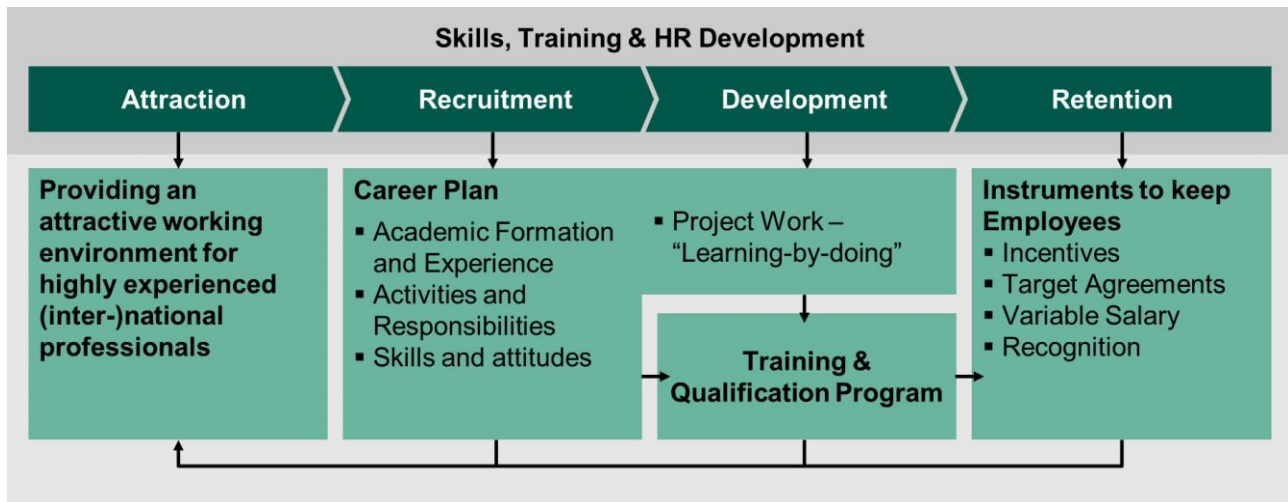 Skills, Training & HR Development
Attraction
Recruitment
Development
Retention
Providing an
attractive working
environment for
highly experienced
(inter-)national
professionals
Career Plan
▪ Academic Formation
and Experience
▪ Activities and
Responsibilities
▪ Skills and attitudes
▪ Project Work –
“Learning-by-doing”
Training &
Qualification Program
Instruments to keep
Employees
▪ Incentives
▪ Target Agreements
▪ Variable Salary
▪ Recognition